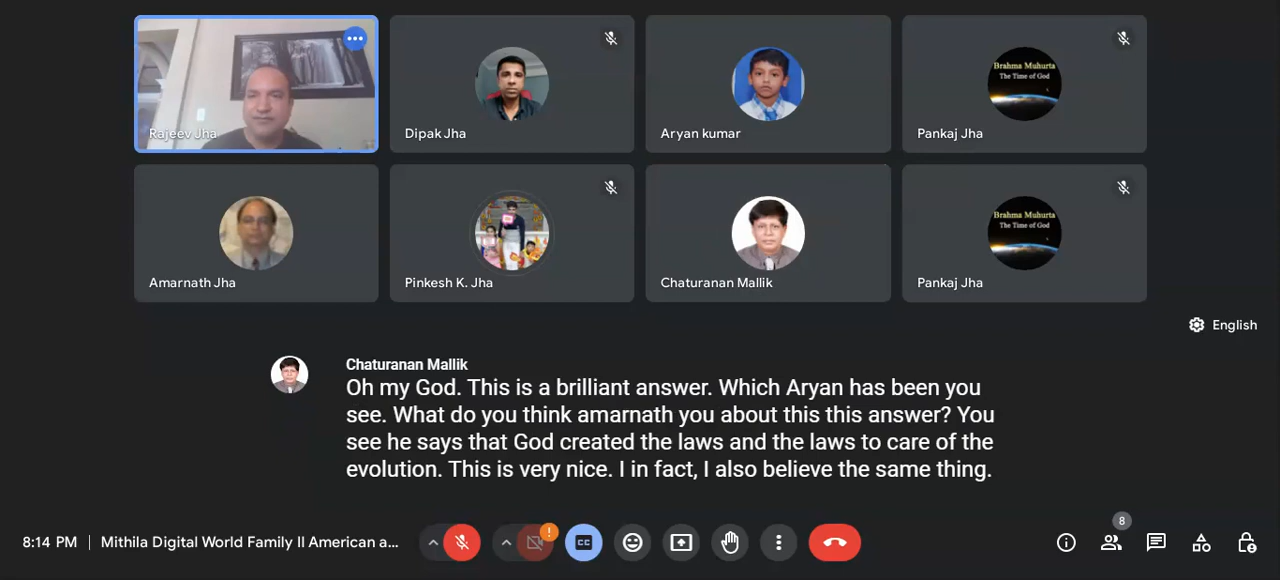 Rajeev Jha
Dipak Jha
Aryan kumar
Brahma Muhurta
The Time of God
Pankaj Jha
Amarnath Jha
Pinkesh K. Jha
Chaturanan Mallik
Brahma Muhurta
The Time of God
Pankaj Jha
English
Chaturanan Mallik
Oh my God. This is a brilliant answer. Which Aryan has been you
see. What do you think amarnath you about this this answer? You
see he says that God created the laws and the laws to care of the
evolution. This is very nice. I in fact, I also believe the same thing.
8:14 PM | Mithila Digital World Family II American a...
CC
8